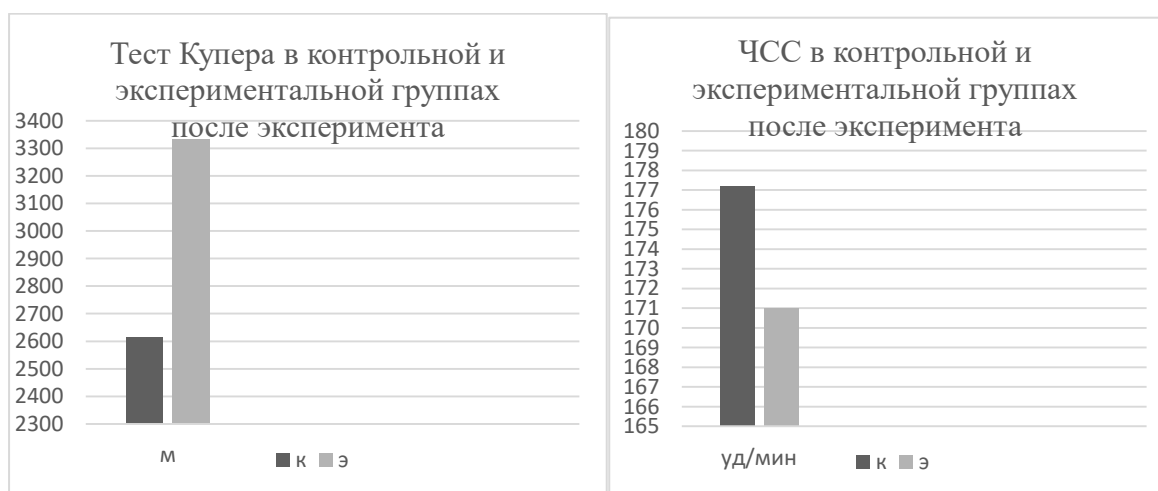 Тест Купера в контрольной и
экспериментальной группах
после эксперимента
3400
3300
3200
3100
3000
2900
2800
2700
2600
2500
2400
2300
м
к э
ЧСС в контрольной и
экспериментальной группах
после эксперимента
180
179
178
177
176
175
174
173
172
171
170
169
168
167
166
165
уд/мин
к э